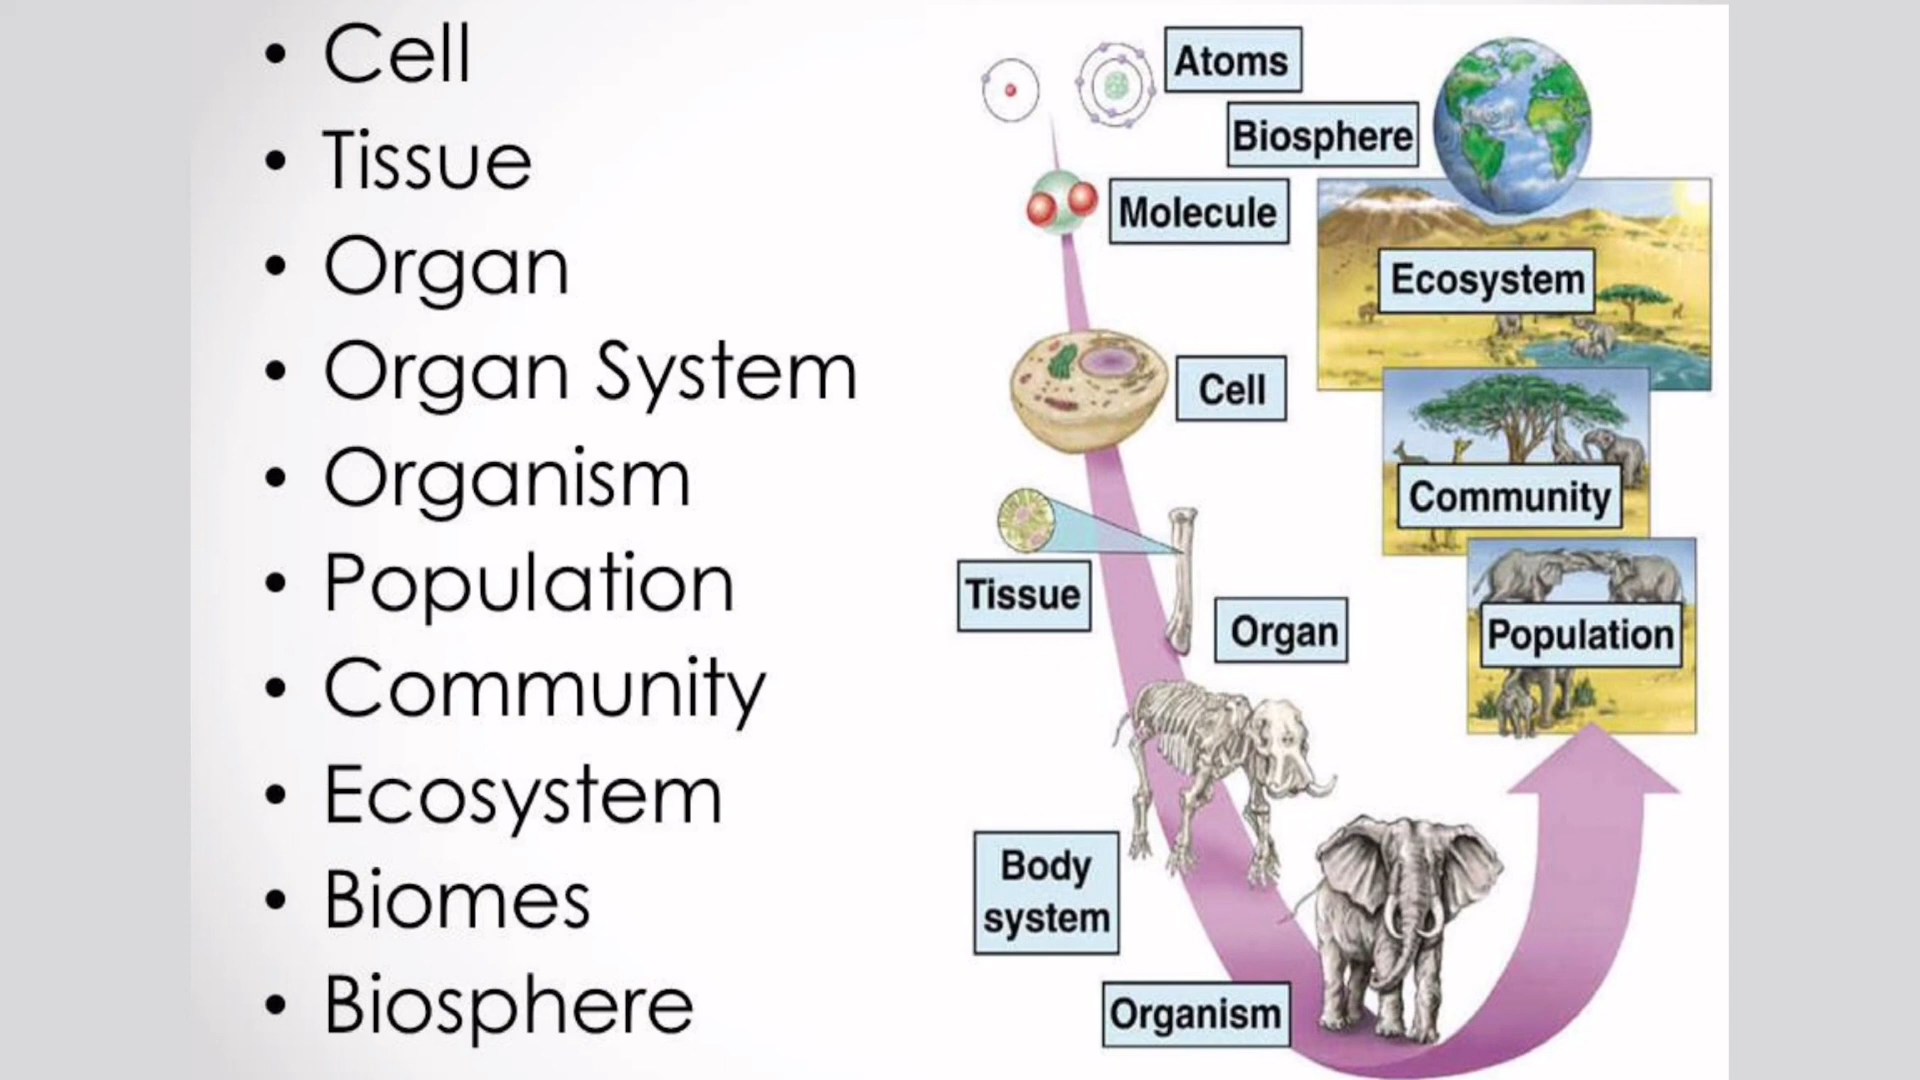 • Cell
• Tissue
• Organ
• Organ System
• Organism
• Population
• Community
• Ecosystem
• Biomes
• Biosphere
Atoms
Biosphere
Molecule
Ecosystem
Cell
Community
Tissue
Organ
Population
Body
system
Organism